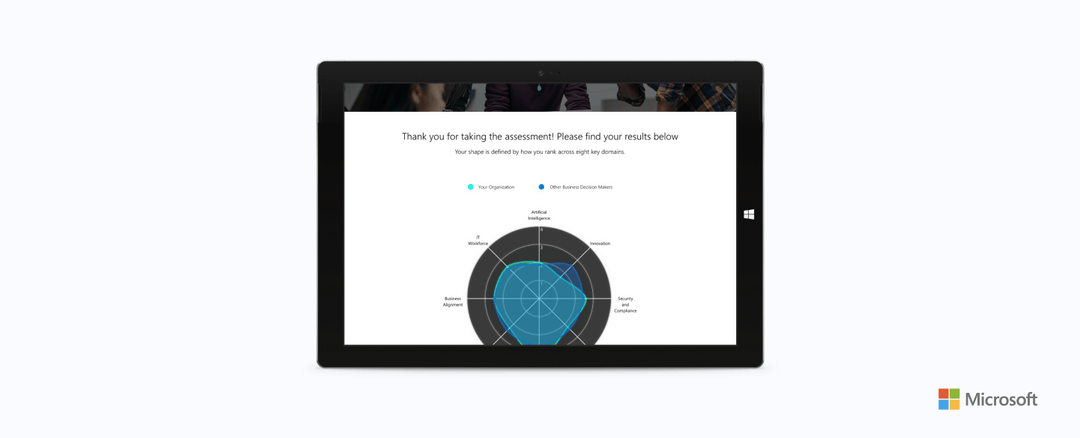 Thank you for taking the assessment! Please find your results below
Your shape is defined by how you rank across eight key domains.
Your Organization
Other Business Decision Makers
Artificial
Intelligence
4
3
IT
Workforce
Innovation
Business
Alignment
Security
and
Compliance
Microsoft